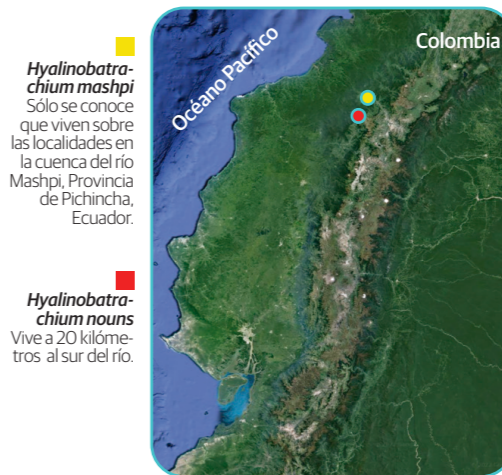 Hyalinobatra-
chium mashpi
Sólo se conoce
que viven sobre
las localidades en
la cuenca del río
Mashpi, Provincia
de Pichincha,
Ecuador.
Hyalinobatra-
chium nouns
Vive a 20 kilóme-
tros al sur del río.
Océano Pacífico
Colombia